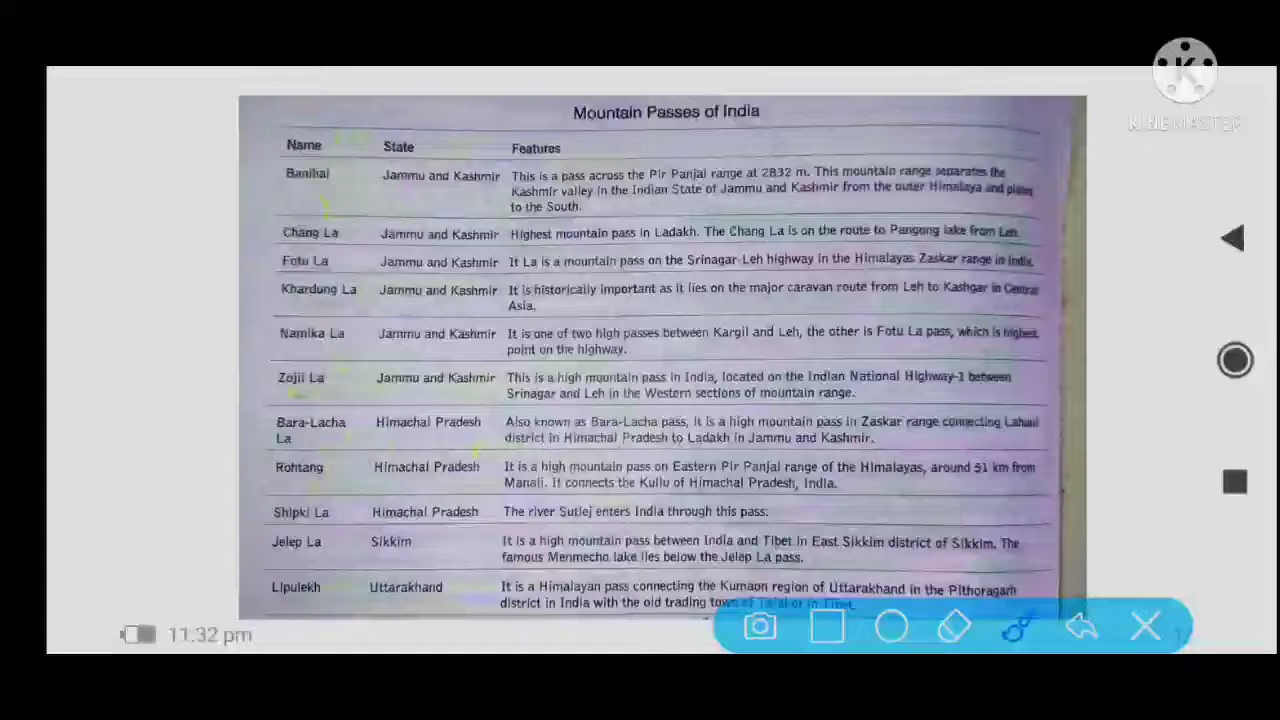 KINEMASTER
Mountain Passes of India
Name State Features
Banihal Jammu and Kashmir This is a pass across the Pir Panjal range at 2832 m. This mountain range separates the
Kashmir valley in the Indian State of Jammu and Kashmir from the outer Himalaya and plains
to the South.
Chang La Jammu and Kashmir Highest mountain pass in Ladakh. The Chang La is on the route to Pangong lake from Leh.
Fotu La Jammu and Kashmir It La is a mountain pass on the Srinagar-Leh highway in the Himalayas Zaskar range in India.
Khardung La Jammu and Kashmir It is historically important as it lies on the major caravan route from Leh to Kashgar in Central
Asia.
Namika La Jammu and Kashmir It is one of two high passes between Kargil and Leh, the other is Fotu La pass, which is highest
point on the highway.
Zojil La Jammu and Kashmir This is a high mountain pass in India, located on the Indian National Highway-1 between
Srinagar and Leh in the Western sections of mountain range.
Bara-Lacha Himachal Pradesh Also known as Bara-Lacha pass, it is a high mountain pass in Zaskar range connecting Lahaul
La district in Himachal Pradesh to Ladakh in Jammu and Kashmir.
Rohtang Himachal Pradesh It is a high mountain pass on Eastern Pir Panjal range of the Himalayas, around 51 km from
Manali. It connects the Kullu of Himachal Pradesh, India.
Shipki La Himachal Pradesh The river Sutlej enters India through this pass.
Jelep La Sikkim It is a high mountain pass between India and Tibet in East Sikkim district of Sikkim. The
famous Menmecho lake lies below the Jelep La pass.
Lipulekh Uttarakhand It is a Himalayan pass connecting the Kumaon region of Uttarakhand in the Pithoragarh
district in India with the old trading town of in Tibet.
11:32 pm